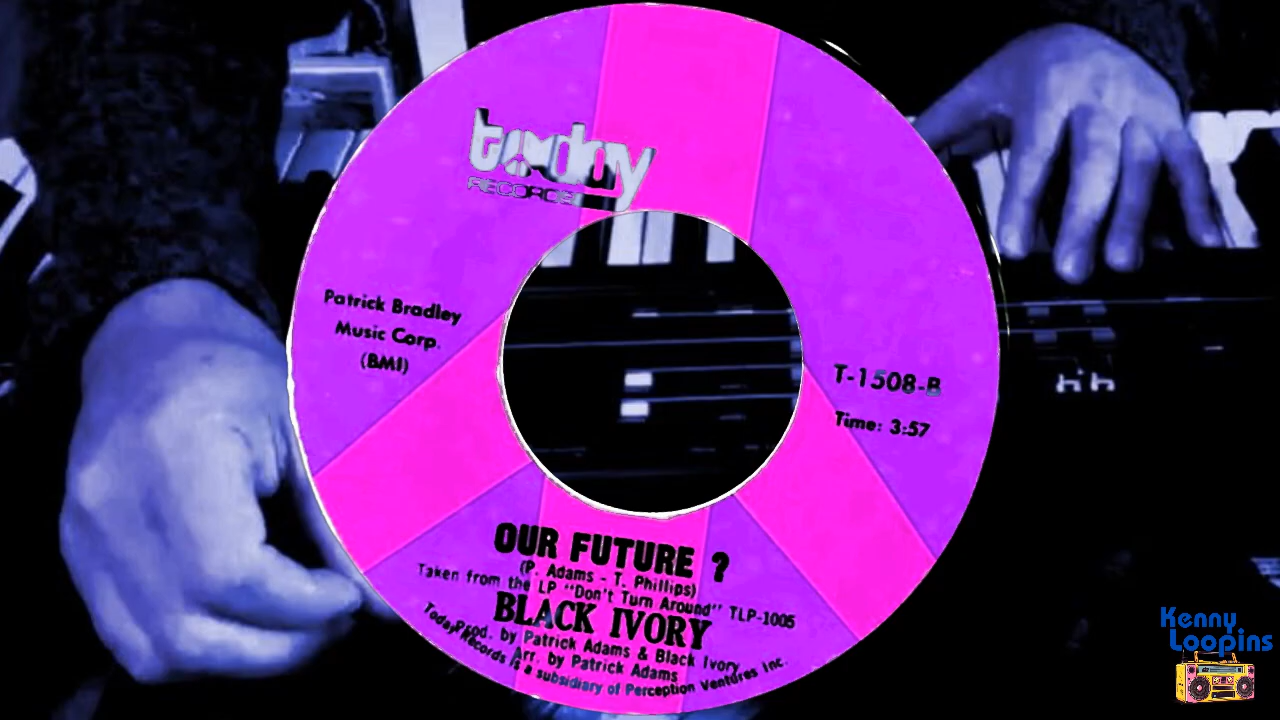 today
RECORDS
Patrick Bradley
Music Corp.
(BMI)
T-1508-B
Time: 3:57
OUR FUTURE ?
(P. Adams - T. Phillips)
Taken from the LP "Don't Turn Around" TLP-1005
BLACK IVORY
Prod. by Patrick Adams & Black Ivory
Arr. by Patrick Adams
Today Records is a subsidiary of Perception Ventures Inc.
Kenny
Loopins